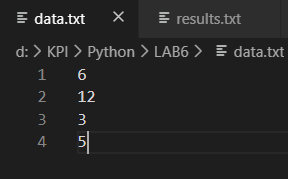 data.txt × results.txt
d: > KPI > Python > LAB6 > data.txt
1 6
2 12
3 3
4 5